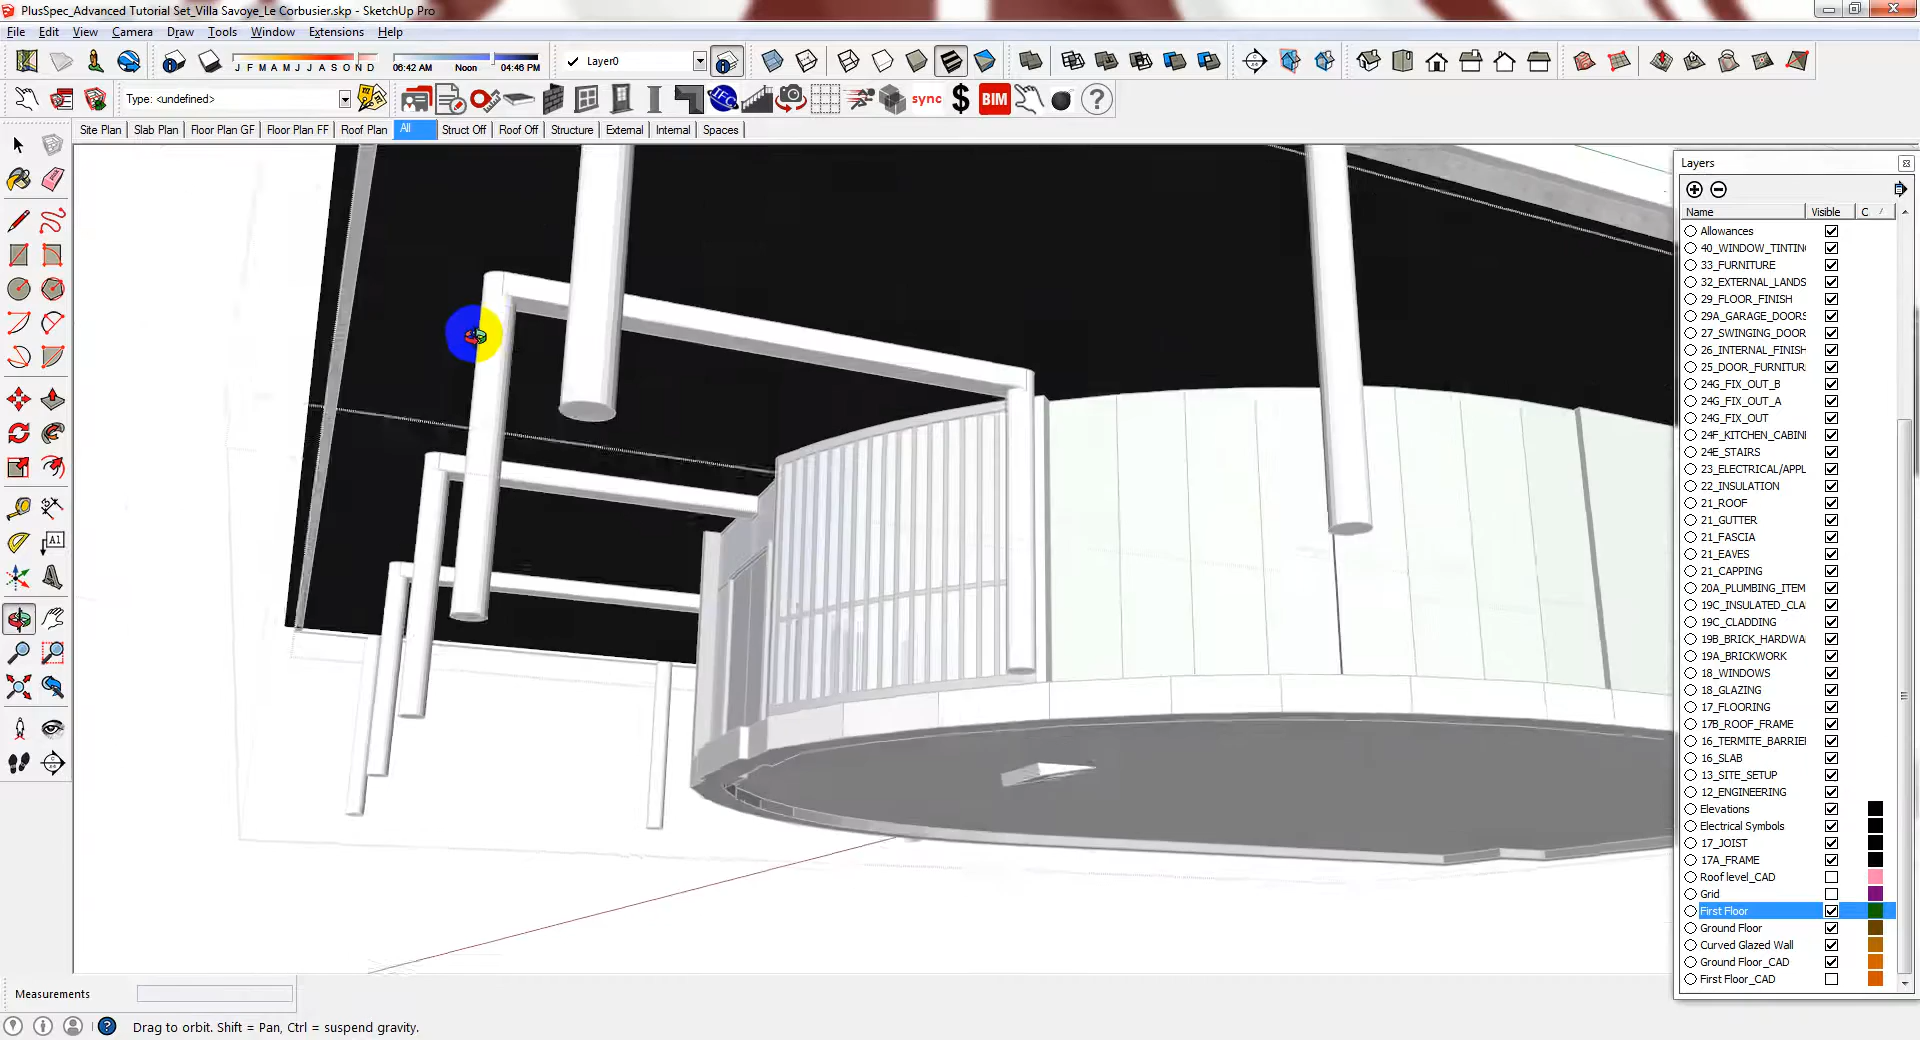 PlusSpec_Advanced Tutorial Set_Villa Savoye_Le Corbusier.skp - SketchUp Pro
File Edit View Camera Draw Tools Window Extensions Help
J F M A M J J A S O N D 06:42 AM Noon 04:46 PM Layer0
Type: <undefined> IFC sync $ BIM ?
Site Plan Slab Plan Floor Plan GF Floor Plan FF Roof Plan All Struct Off Roof Off Structure External Internal Spaces
Layers
Name Visible C
Allowances
40_WINDOW_TINTIN
33_FURNITURE
32_EXTERNAL_LANDS
29_FLOOR_FINISH
29A_GARAGE_DOORS
27_SWINGING_DOOR
26_INTERNAL_FINISH
25_DOOR_FURNITUR
24G_FIX_OUT_B
24G_FIX_OUT_A
24G_FIX_OUT
24F_KITCHEN_CABIN
24E_STAIRS
23_ELECTRICAL/APPL
22_INSULATION
21_ROOF
21_GUTTER
21_FASCIA
21_EAVES
21_CAPPING
20A_PLUMBING_ITEM
19C_INSULATED_CLA
19C_CLADDING
19B_BRICK_HARDWA
19A_BRICKWORK
18_WINDOWS
18_GLAZING
17_FLOORING
17B_ROOF_FRAME
16_TERMITE_BARRIE
16_SLAB
13_SITE_SETUP
12_ENGINEERING
Elevations
Electrical Symbols
17_JOIST
17A_FRAME
Roof level_CAD
Grid
First Floor
Ground Floor
Curved Glazed Wall
Ground Floor_CAD
First Floor_CAD
A1
Measurements
Drag to orbit. Shift = Pan, Ctrl = suspend gravity.